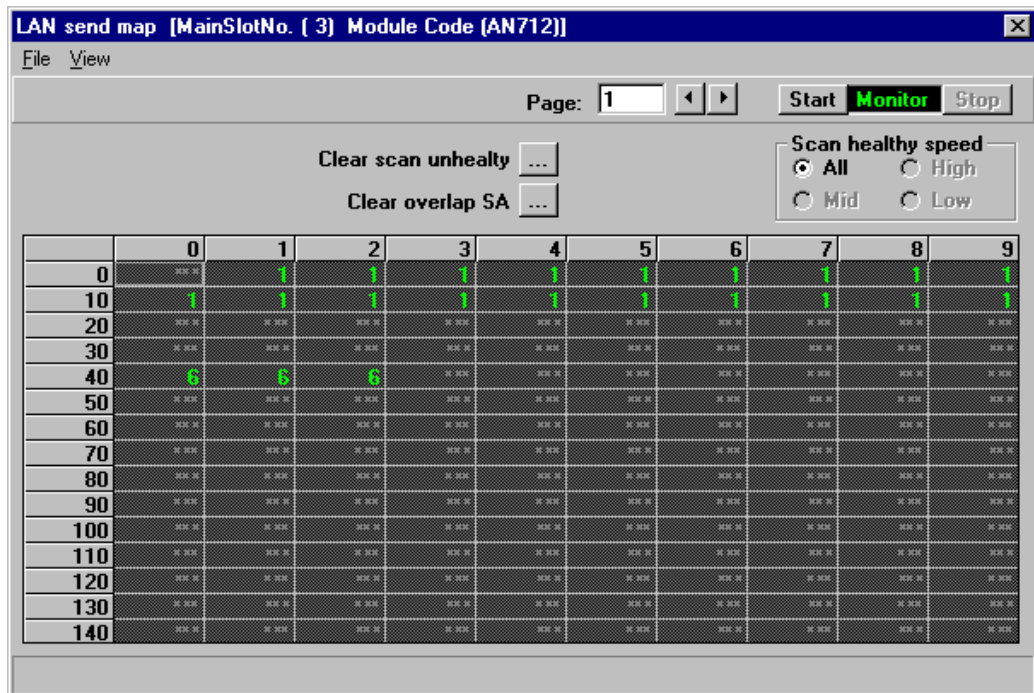 LAN send map [MainSlotNo. ( 3) Module Code (AN712)]
File View
Page: 1 Start Monitor Stop
Clear scan unhealty ...
Clear overlap SA ...
Scan healthy speed
All High
Mid Low
0 1 2 3 4 5 6 7 8 9
0 *** 1 1 1 1 1 1 1 1 1
10 1 1 1 1 1 1 1 1 1 1
20 *** *** *** *** *** *** *** *** *** ***
30 *** *** *** *** *** *** *** *** *** ***
40 6 6 6 *** *** *** *** *** *** ***
50 *** *** *** *** *** *** *** *** *** ***
60 *** *** *** *** *** *** *** *** *** ***
70 *** *** *** *** *** *** *** *** *** ***
80 *** *** *** *** *** *** *** *** *** ***
90 *** *** *** *** *** *** *** *** *** ***
100 *** *** *** *** *** *** *** *** *** ***
110 *** *** *** *** *** *** *** *** *** ***
120 *** *** *** *** *** *** *** *** *** ***
130 *** *** *** *** *** *** *** *** *** ***
140 *** *** *** *** *** *** *** *** *** ***